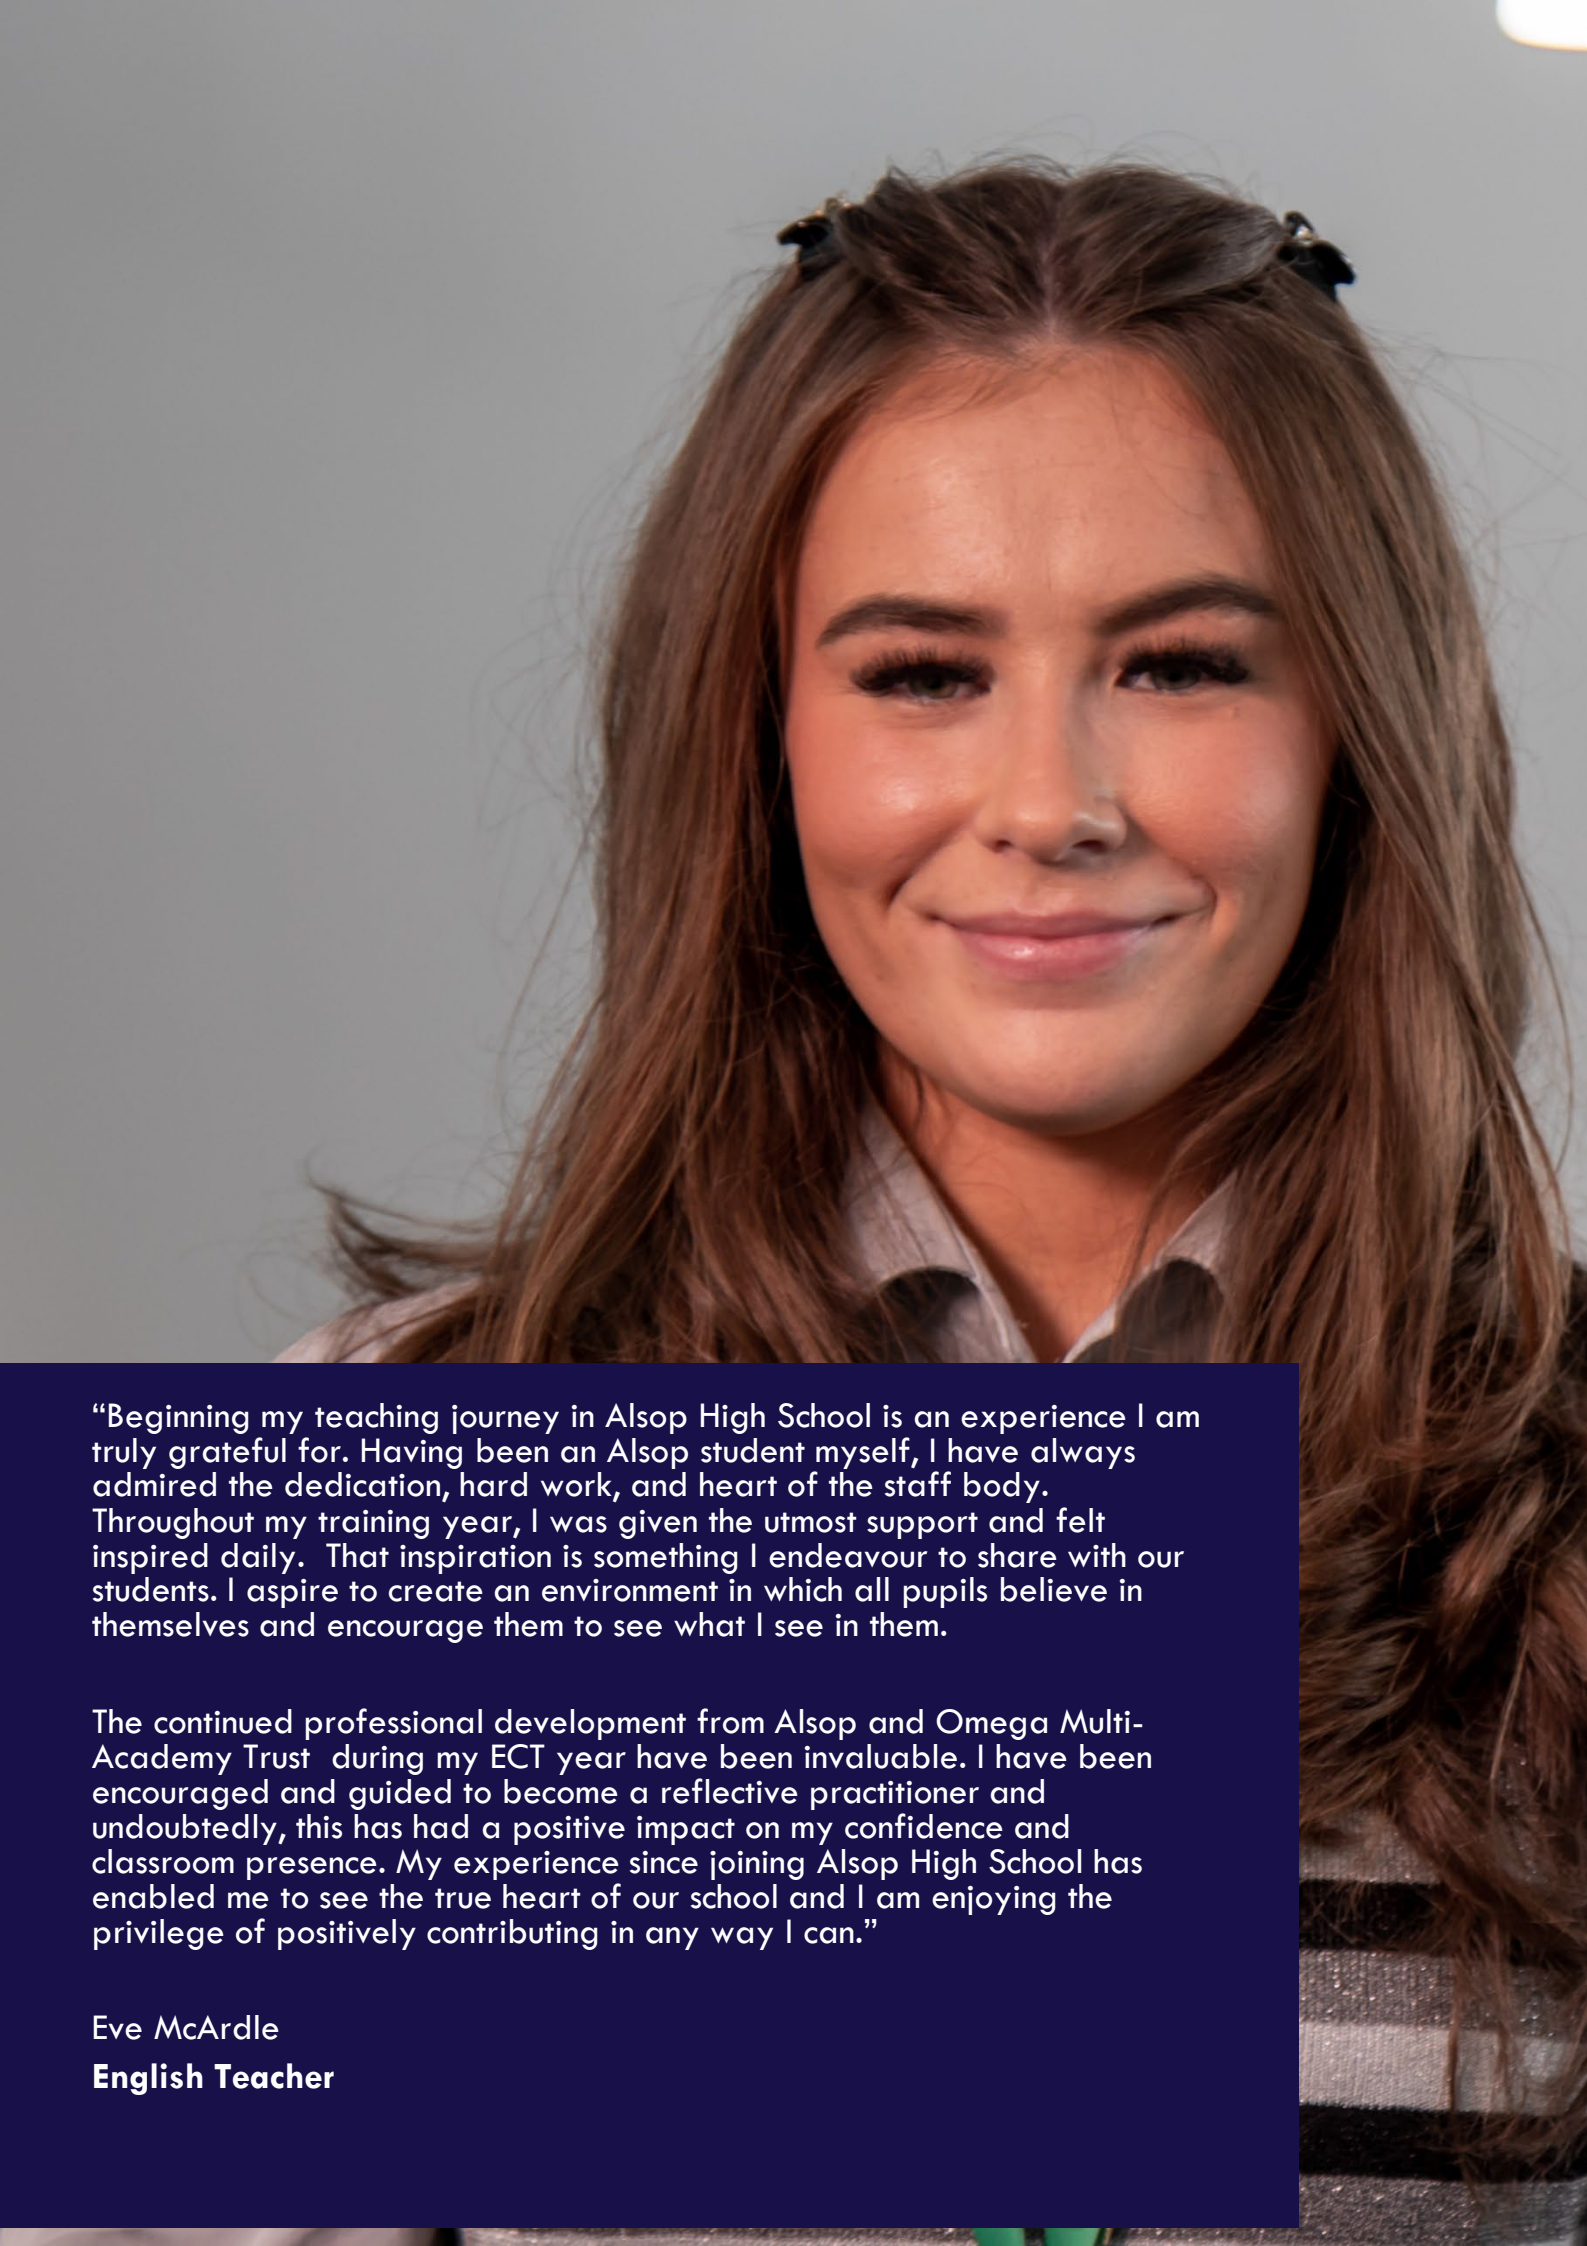 “Beginning my teaching journey in Alsop High School is an experience I am
truly grateful for. Having been an Alsop student myself, I have always
admired the dedication, hard work, and heart of the staff body.
Throughout my training year, I was given the utmost support and felt
inspired daily.  That inspiration is something I endeavour to share with our
students. I aspire to create an environment in which all pupils believe in
themselves and encourage them to see what I see in them.
The continued professional development from Alsop and Omega Multi-
Academy Trust  during my ECT year have been invaluable. I have been
encouraged and guided to become a reflective practitioner and
undoubtedly, this has had a positive impact on my confidence and
classroom presence. My experience since joining Alsop High School has
enabled me to see the true heart of our school and I am enjoying the
privilege of positively contributing in any way I can.”
Eve McArdle
English Teacher